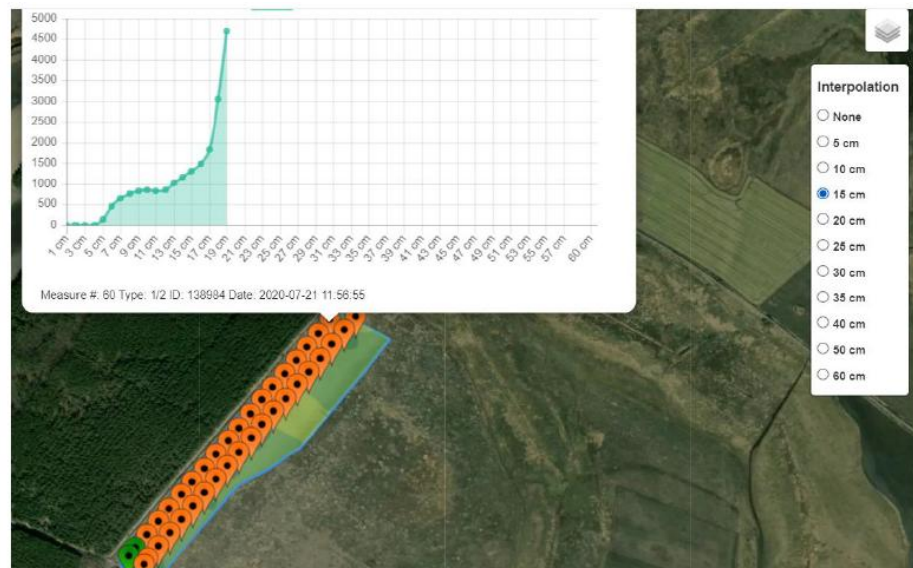 5000
4500
4000
3500
3000
2500
2000
1500
1000
500
0
1 cm
3 cm
5 cm
7 cm
9 cm
11 cm
13 cm
15 cm
17 cm
19 cm
21 cm
23 cm
25 cm
27 cm
29 cm
31 cm
33 cm
35 cm
37 cm
39 cm
41 cm
43 cm
45 cm
47 cm
49 cm
51 cm
53 cm
55 cm
57 cm
60 cm
Measure #: 60 Type: 1/2 ID: 138984 Date: 2020-07-21 11:56:55
Interpolation
None
5 cm
10 cm
15 cm
20 cm
25 cm
30 cm
35 cm
40 cm
50 cm
60 cm